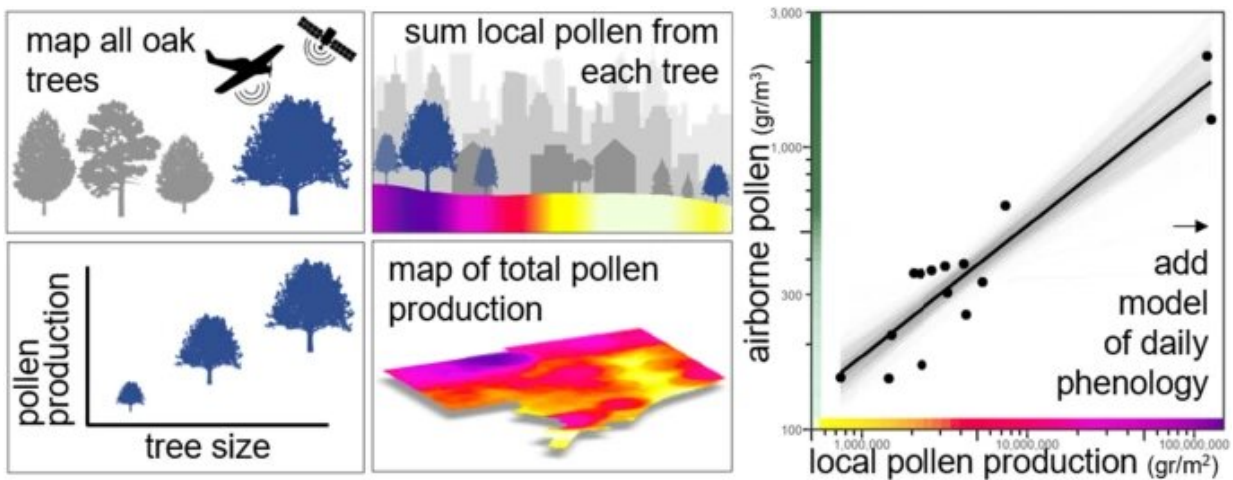 map all oak
trees
sum local pollen from
each tree
pollen
production
tree size
map of total pollen
production
airborne pollen (gr/m³)
3,000
1,000
300
100
add
model
of daily
phenology
1,000,000
10,000,000
100,000,000
local pollen production (gr/m²)